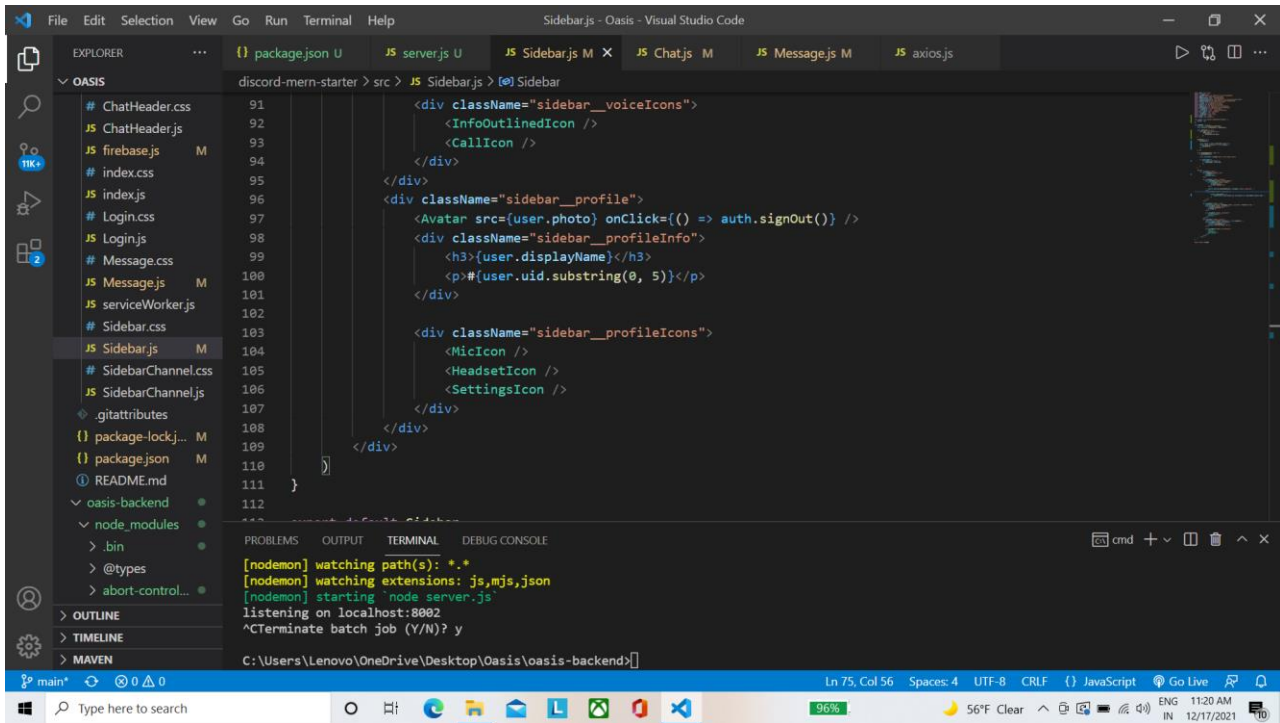 File Edit Selection View Go Run Terminal Help Sidebar.js - Oasis - Visual Studio Code
EXPLORER ...
{} package.json U JS server.js U JS Sidebar.js M JS Chat.js M JS Message.js M JS axios.js
OASIS
discord-mern-starter > src > JS Sidebar.js > Sidebar
# ChatHeader.css
JS ChatHeader.js
JS firebase.js M
# index.css
JS index.js
# Login.css
JS Login.js
# Message.css
JS Message.js M
JS serviceWorker.js
# Sidebar.css
JS Sidebar.js M
# SidebarChannel.css
JS SidebarChannel.js
.gitattributes
{} package-lock.j... M
{} package.json M
README.md
oasis-backend
node_modules
> .bin
> @types
> abort-control...
> OUTLINE
> TIMELINE
> MAVEN
11K+
2
91 <div className="sidebar__voiceIcons">
92 <InfoOutlinedIcon />
93 <CallIcon />
94 </div>
95 </div>
96 <div className="sidebar__profile">
97 <Avatar src={user.photo} onClick={() => auth.signOut()} />
98 <div className="sidebar__profileInfo">
99 <h3>{user.displayName}</h3>
100 <p>#{user.uid.substring(0, 5)}</p>
101 </div>
102
103 <div className="sidebar__profileIcons">
104 <MicIcon />
105 <HeadsetIcon />
106 <SettingsIcon />
107 </div>
108 </div>
109 </div>
110 )
111 }
112
113 export default Sidebar
PROBLEMS OUTPUT TERMINAL DEBUG CONSOLE cmd
[nodemon] watching path(s): *.*
[nodemon] watching extensions: js,mjs,json
[nodemon] starting `node server.js`
listening on localhost:8002
^CTerminate batch job (Y/N)? y
C:\Users\Lenovo\OneDrive\Desktop\Oasis\oasis-backend>
main* 0 0 Ln 75, Col 56 Spaces: 4 UTF-8 CRLF {} JavaScript Go Live
Type here to search L 96% 56°F Clear ENG IN 11:20 AM 12/17/2021 10